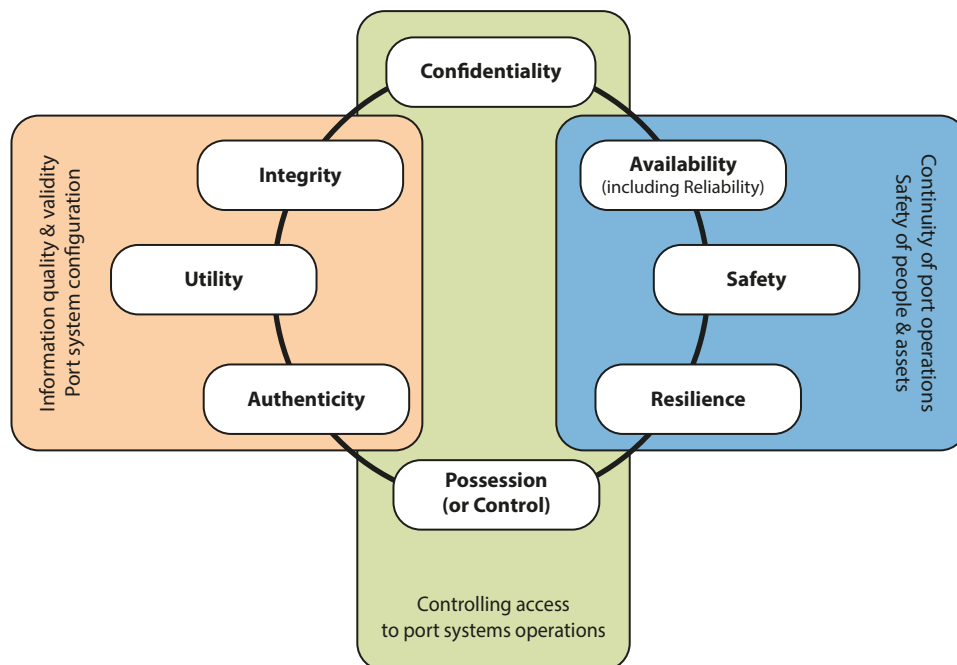 Confidentiality
Integrity
Availability
(including Reliability)
Utility
Safety
Authenticity
Resilience
Possession
(or Control)
Information quality & validity
Port system configuration
Continuity of port operations
Safety of people & assets
Controlling access
to port systems operations